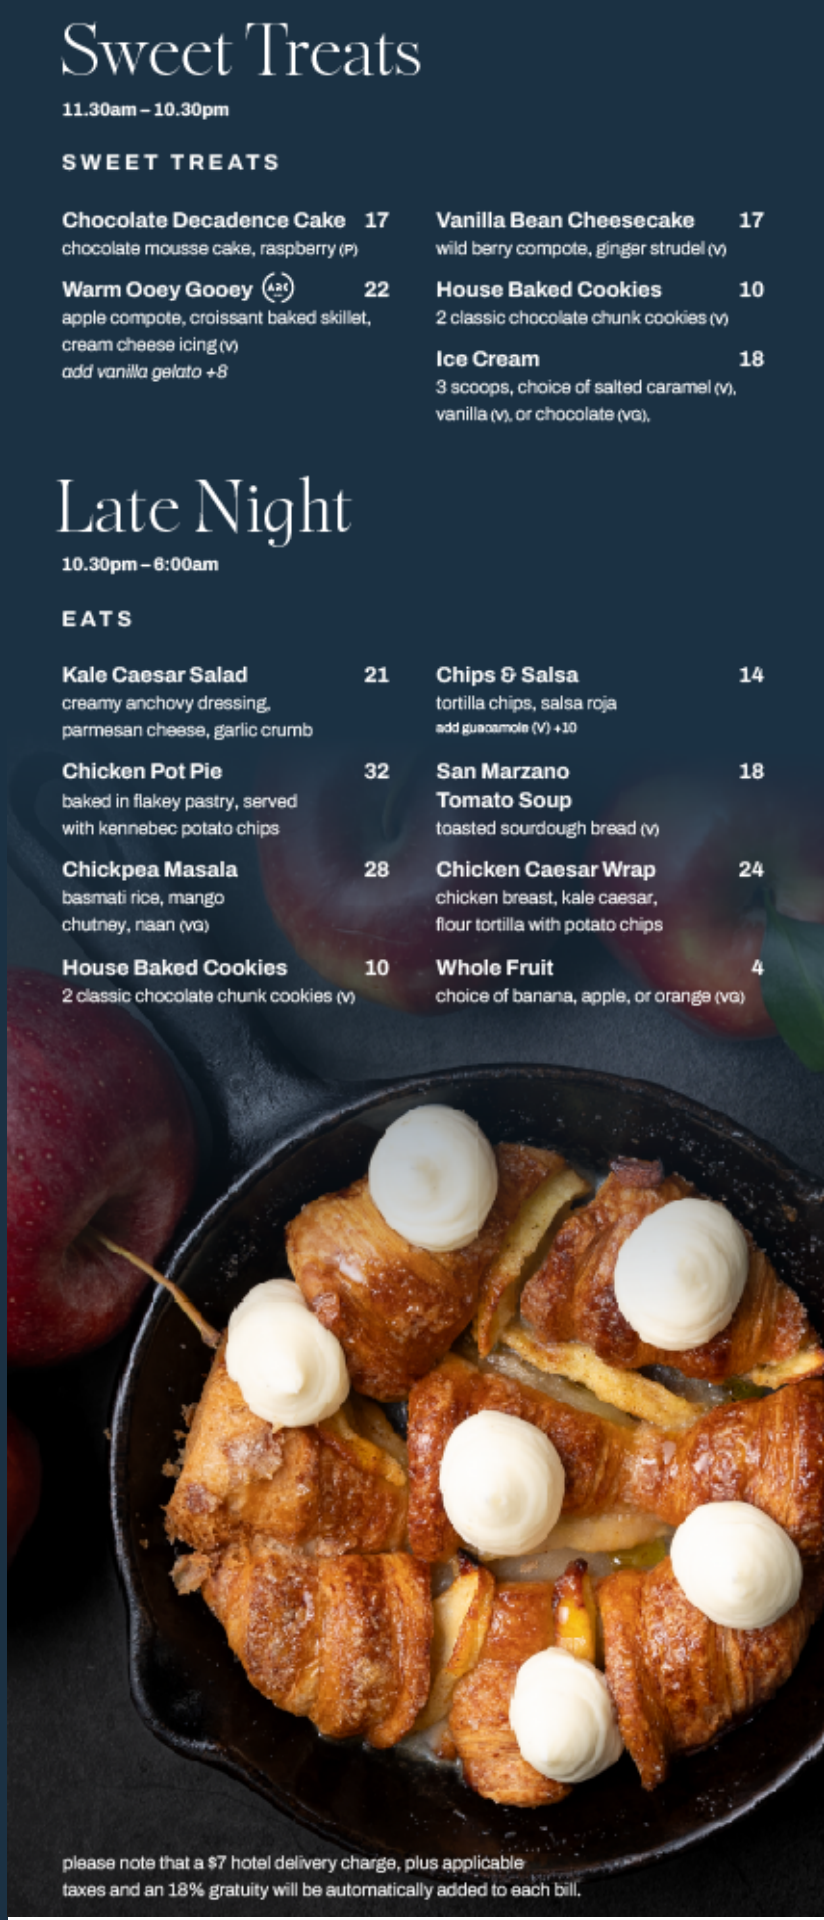 Sweet Treats
11.30am – 10.30pm
SWEET TREATS
Chocolate Decadence Cake 17
chocolate mousse cake, raspberry (P)
Warm Ooey Gooey ARC 22
apple compote, croissant baked skillet,
cream cheese icing (V)
add vanilla gelato +8
Vanilla Bean Cheesecake 17
wild berry compote, ginger strudel (V)
House Baked Cookies 10
2 classic chocolate chunk cookies (V)
Ice Cream 18
3 scoops, choice of salted caramel (V),
vanilla (V), or chocolate (VG),
Late Night
10.30pm – 6:00am
EATS
Kale Caesar Salad 21
creamy anchovy dressing,
parmesan cheese, garlic crumb
Chicken Pot Pie 32
baked in flakey pastry, served
with kennebec potato chips
Chickpea Masala 28
basmati rice, mango
chutney, naan (VG)
House Baked Cookies 10
2 classic chocolate chunk cookies (V)
Chips & Salsa 14
tortilla chips, salsa roja
add guacamole (V) +10
San Marzano 18
Tomato Soup
toasted sourdough bread (V)
Chicken Caesar Wrap 24
chicken breast, kale caesar,
flour tortilla with potato chips
Whole Fruit 4
choice of banana, apple, or orange (VG)
please note that a $7 hotel delivery charge, plus applicable
taxes and an 18% gratuity will be automatically added to each bill.